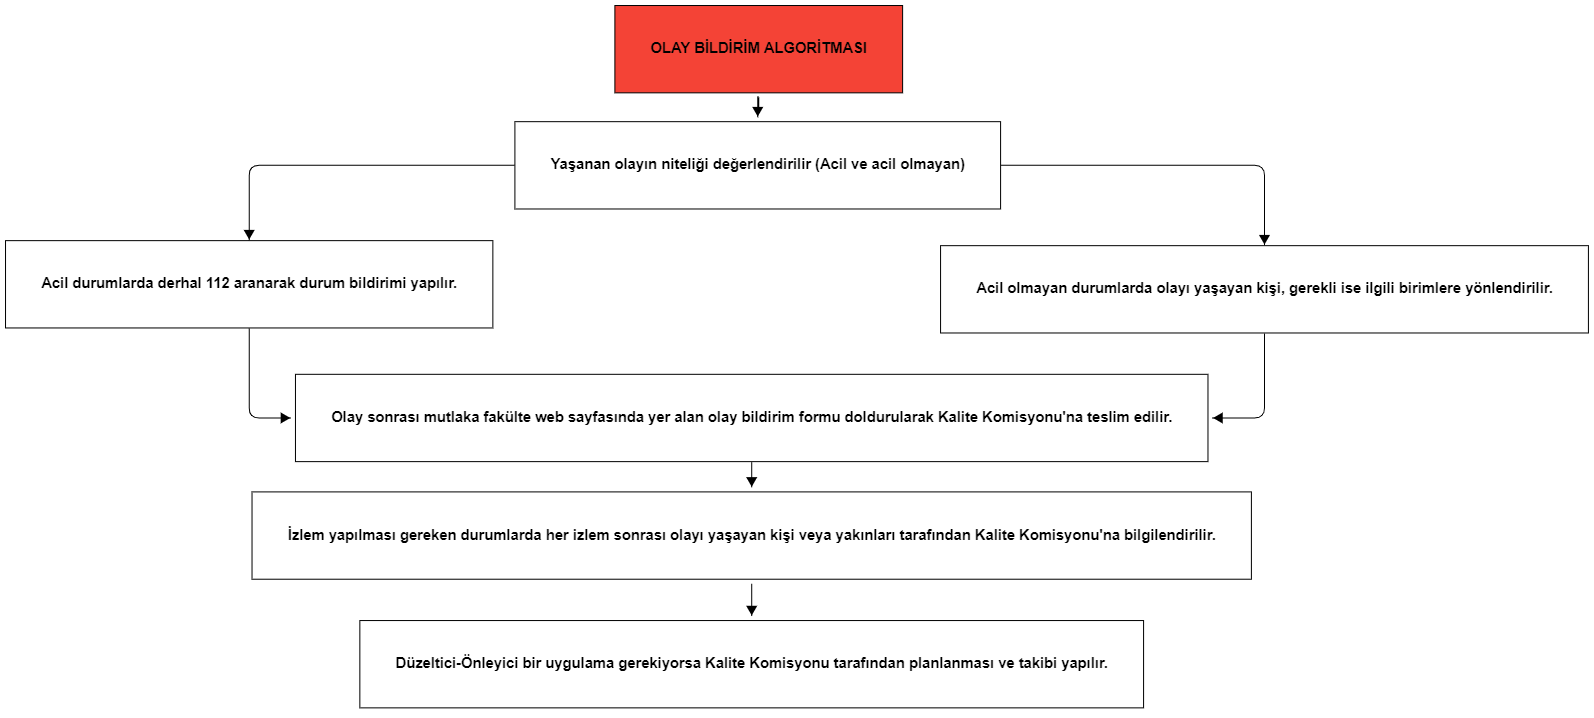 OLAY BİLDİRİM ALGORİTMASI
Yaşanan olayın niteliği değerlendirilir (Acil ve acil olmayan)
Acil durumlarda derhal 112 aranarak durum bildirimi yapılır.
Acil olmayan durumlarda olayı yaşayan kişi, gerekli ise ilgili birimlere yönlendirilir.
Olay sonrası mutlaka fakülte web sayfasında yer alan olay bildirim formu doldurularak Kalite Komisyonu'na teslim edilir.
İzlem yapılması gereken durumlarda her izlem sonrası olayı yaşayan kişi veya yakınları tarafından Kalite Komisyonu'na bilgilendirilir.
Düzeltici-Önleyici bir uygulama gerekiyorsa Kalite Komisyonu tarafından planlanması ve takibi yapılır.